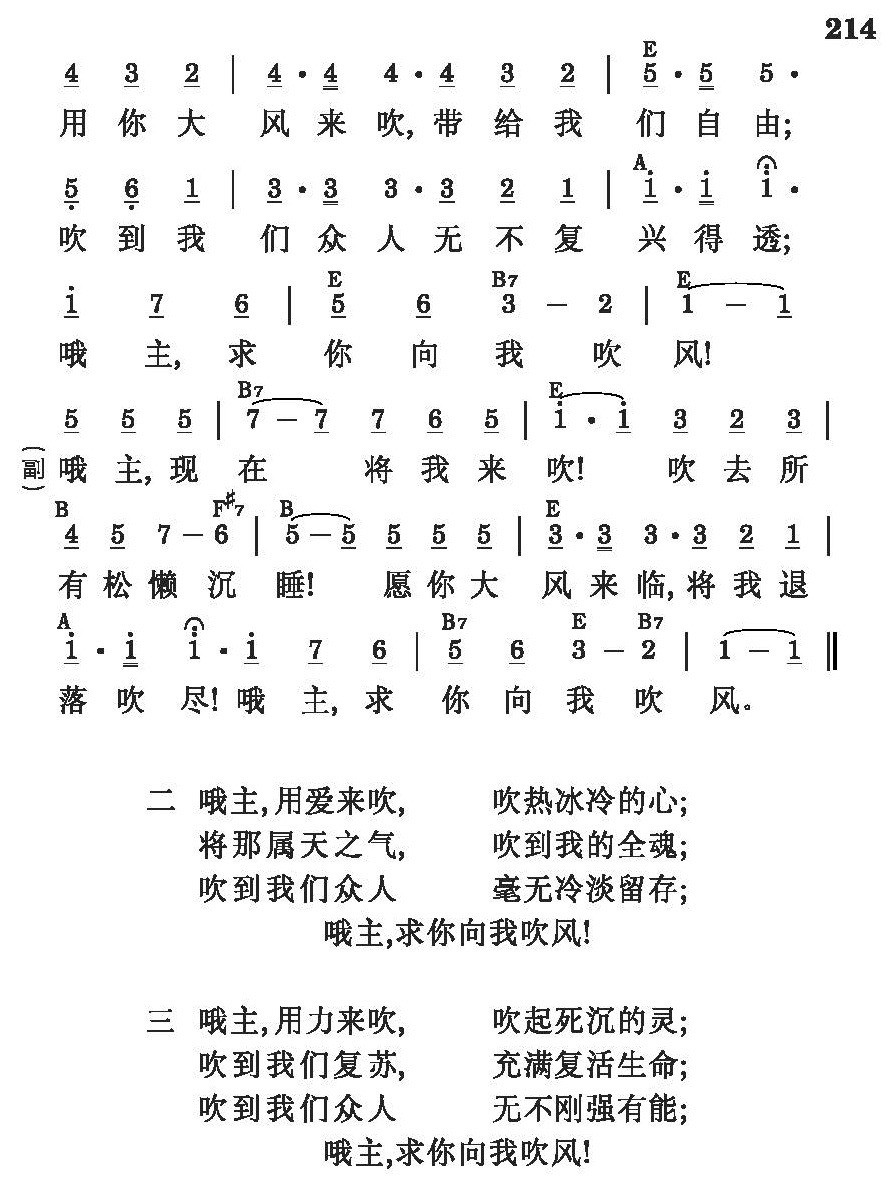 214
E
4 3 2 | 4 · 4 4 · 4 3 2 | 5 · 5 5 ·
用你大 风来吹, 带给我 们自由;
A
5 6 1 | 3 · 3 3 · 3 2 1 | 1 · 1 1 ·
吹到我 们众人无不复 兴得透;
E B7 E
1 7 6 | 5 6 3 – 2 | 1 – 1
哦主, 求 你向我吹 风!
B7 E
5 5 5 | 7 – 7 7 6 5 | 1 · 1 3 2 3 |
(副) 哦主, 现 在 将我来 吹! 吹去所
B F#7 B E
4 5 7 – 6 | 5 – 5 5 5 5 | 3 · 3 3 · 3 2 1 |
有松懒沉 睡! 愿你大 风来临, 将我退
A B7 E B7
1 · 1 1 · 1 7 6 | 5 6 3 – 2 | 1 – 1 ‖
落吹尽! 哦主, 求 你向我吹 风。
二 哦主, 用爱来吹, 吹热冰冷的心;
将那属天之气, 吹到我的全魂;
吹到我们众人 毫无冷淡留存;
哦主,求你向我吹风!
三 哦主, 用力来吹, 吹起死沉的灵;
吹到我们复苏, 充满复活生命;
吹到我们众人 无不刚强有能;
哦主,求你向我吹风!